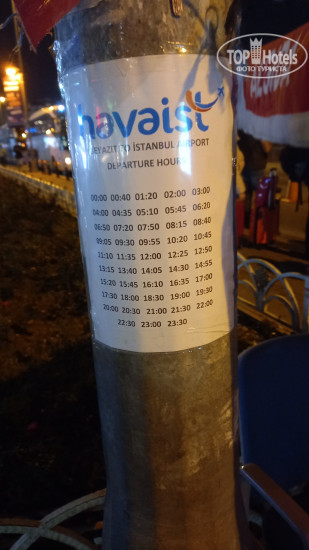 TOP Hotels
ФОТО ТУРИСТА
havaist
AYAZIT TO İSTANBUL AIRPORT
DEPARTURE HOURS
00:00 00:40 01:20 02:00 03:00
04:00 04:35 05:10 05:45 06:20
06:50 07:20 07:50 08:15 08:40
09:05 09:30 09:55 10:20 10:45
11:10 11:35 12:00 12:25 12:50
13:15 13:40 14:05 14:30 14:55
15:20 15:45 16:10 16:35 17:00
17:30 18:00 18:30 19:00 19:30
20:00 20:30 21:00 21:30 22:00
22:30 23:00 23:30